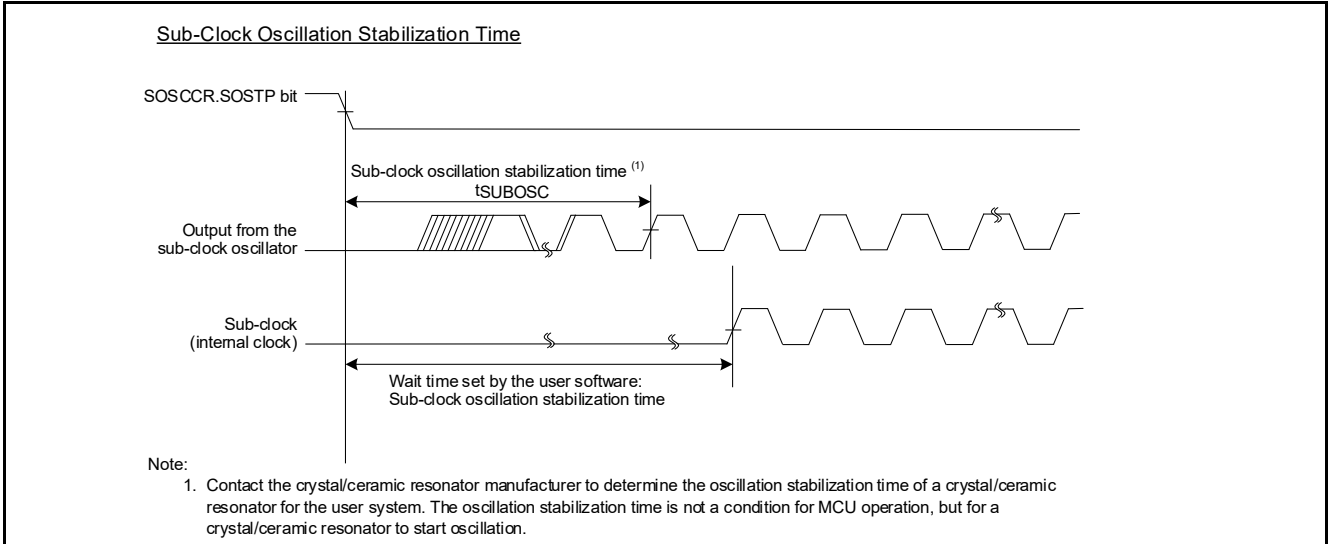 Sub-Clock Oscillation Stabilization Time
SOSCCR.SOSTP bit
Sub-clock oscillation stabilization time (1)
tSUBOSC
Output from the
sub-clock oscillator
Sub-clock
(internal clock)
Wait time set by the user software:
Sub-clock oscillation stabilization time
Note:
1. Contact the crystal/ceramic resonator manufacturer to determine the oscillation stabilization time of a crystal/ceramic
resonator for the user system. The oscillation stabilization time is not a condition for MCU operation, but for a
crystal/ceramic resonator to start oscillation.